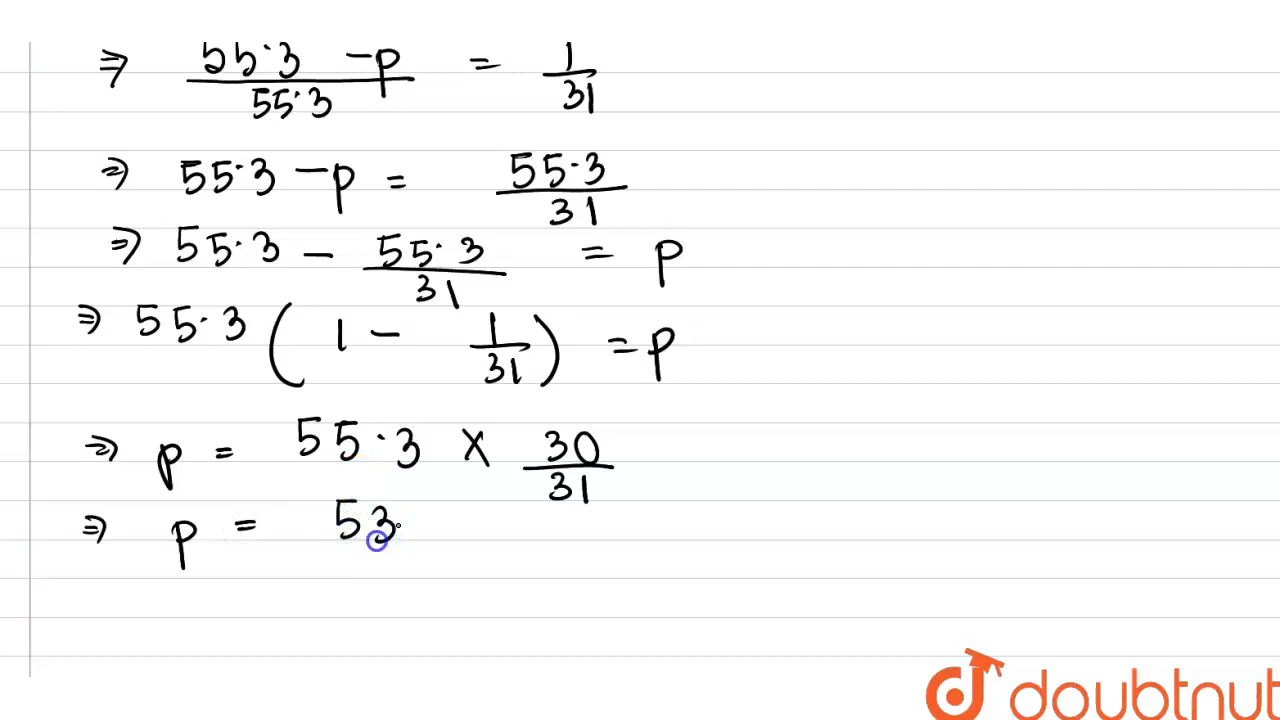 ⇒ (55.3 - p)/55.3 = 1/31
⇒ 55.3 - p = 55.3/31
⇒ 55.3 - 55.3/31 = p
⇒ 55.3 (1 - 1/31) = p
⇒ p = 55.3 × 30/31
⇒ p = 53.
doubtnut